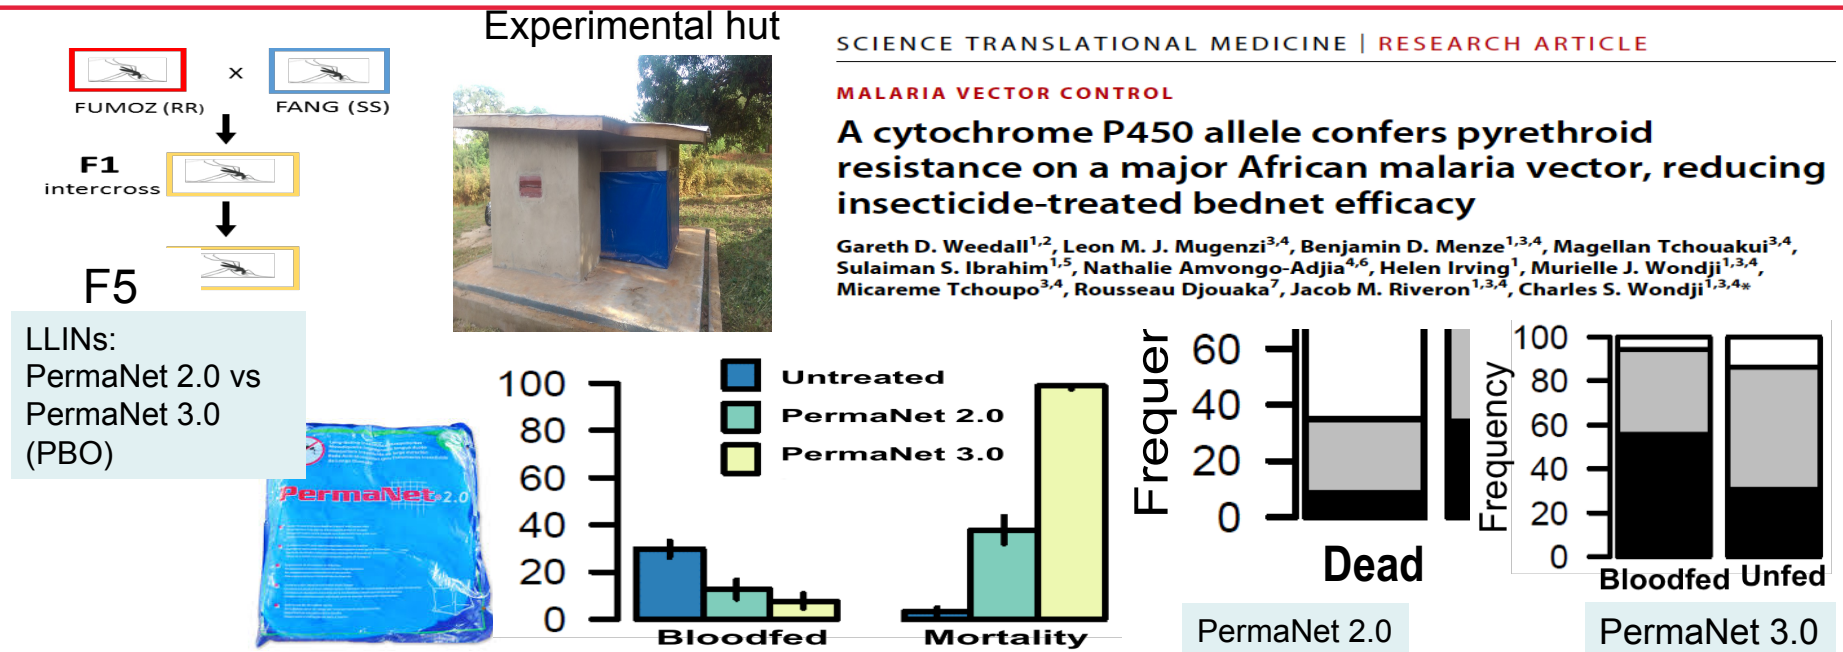 Experimental hut
FUMOZ (RR)
x
FANG (SS)
F1
intercross
F5
LLINs:
PermaNet 2.0 vs
PermaNet 3.0
(PBO)
PermaNet 2.0
SCIENCE TRANSLATIONAL MEDICINE | RESEARCH ARTICLE
MALARIA VECTOR CONTROL
A cytochrome P450 allele confers pyrethroid
resistance on a major African malaria vector, reducing
insecticide-treated bednet efficacy
Gareth D. Weedall1,2, Leon M. J. Mugenzi3,4, Benjamin D. Menze1,3,4, Magellan Tchouakui3,4,
Sulaiman S. Ibrahim1,5, Nathalie Amvongo-Adjia4,6, Helen Irving1, Murielle J. Wondji1,3,4,
Micareme Tchoupo3,4, Rousseau Djouaka7, Jacob M. Riveron1,3,4, Charles S. Wondji1,3,4*
100
80
60
40
20
0
Untreated
PermaNet 2.0
PermaNet 3.0
Bloodfed
Mortality
Frequer
60
40
20
0
Dead
PermaNet 2.0
Frequency
100
80
60
40
20
0
Bloodfed
Unfed
PermaNet 3.0